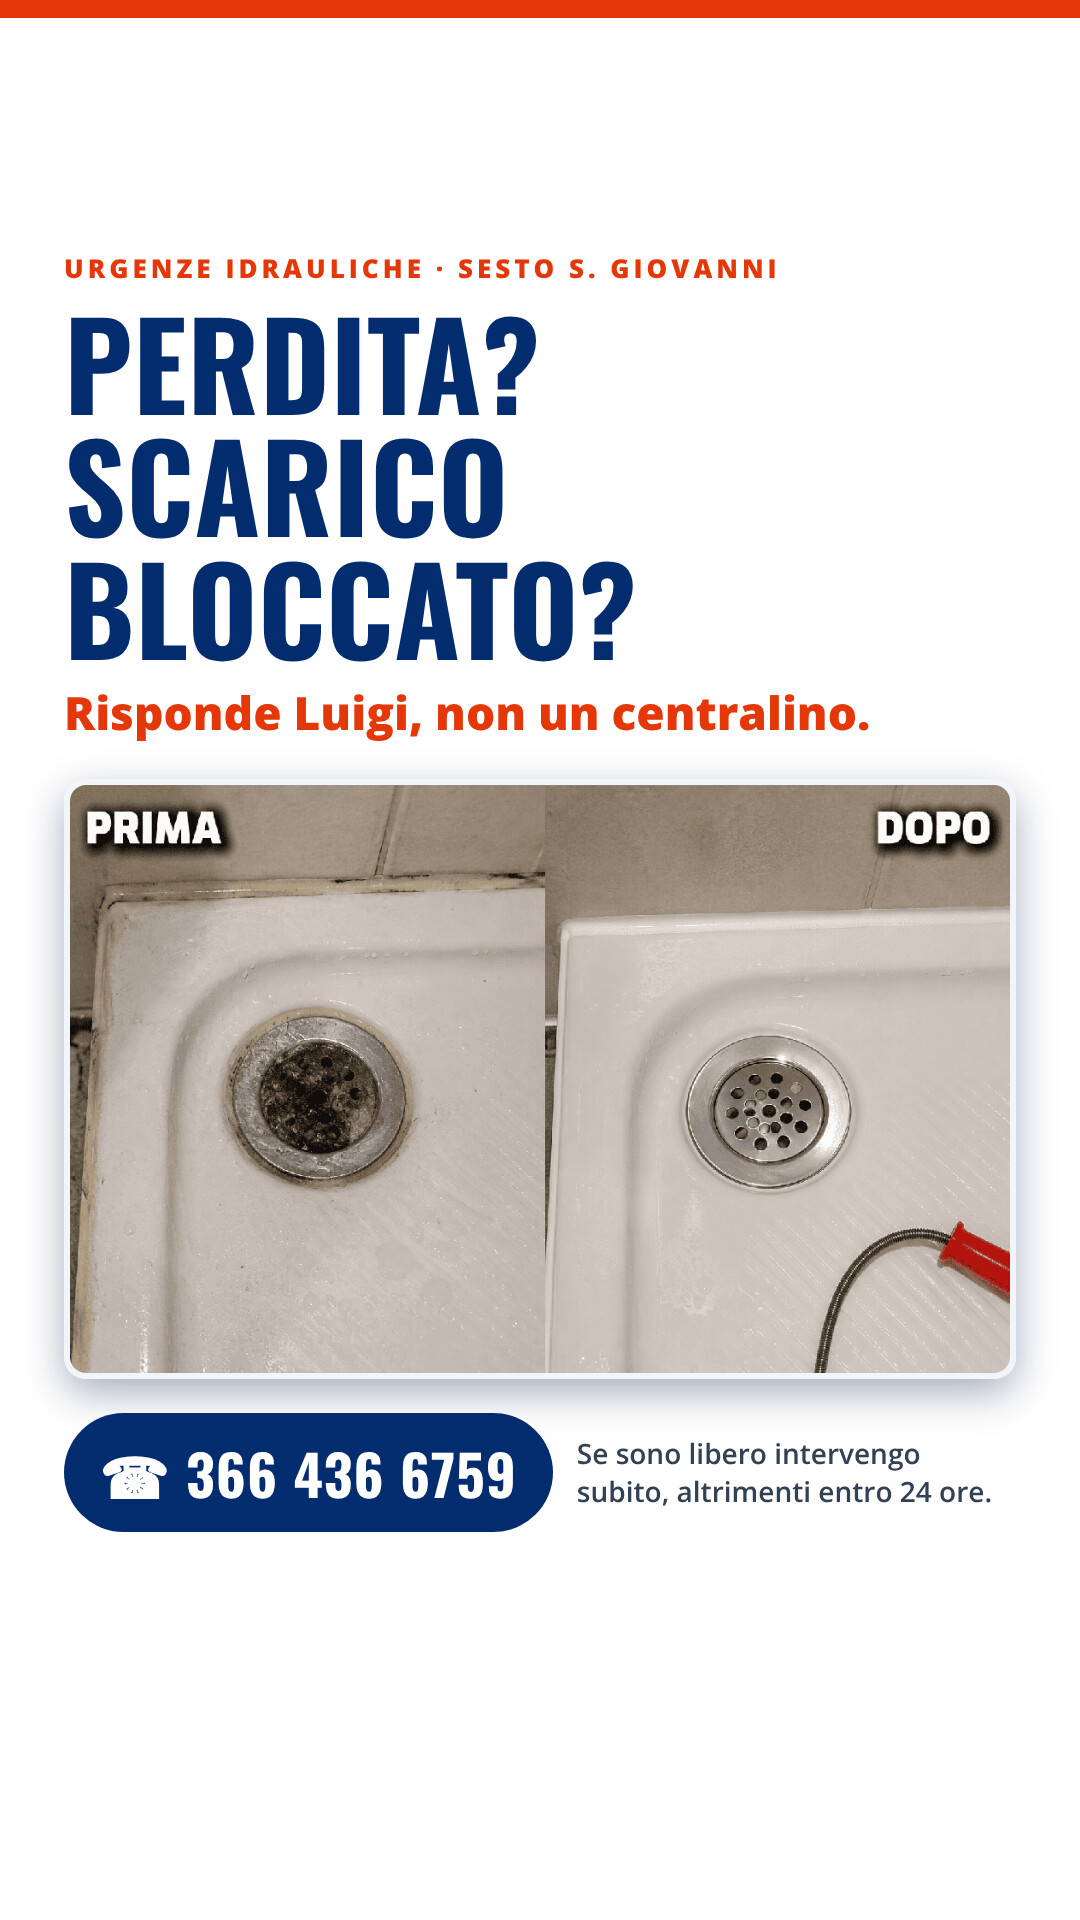 URGENZE IDRAULICHE · SESTO S. GIOVANNI
PERDITA?
SCARICO
BLOCCATO?
Risponde Luigi, non un centralino.
PRIMA
DOPO
☎ 366 436 6759
Se sono libero intervengo
subito, altrimenti entro 24 ore.